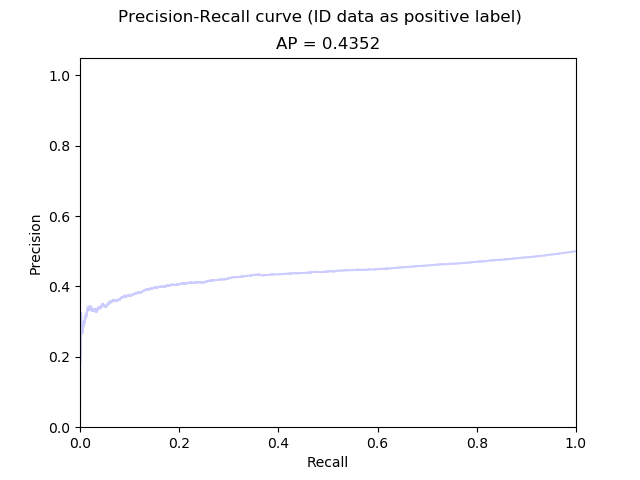 Precision-Recall curve (ID data as positive label)
AP = 0.4352
1.0
0.8
0.6
0.4
0.2
0.0
Precision
0.0 0.2 0.4 0.6 0.8 1.0
Recall